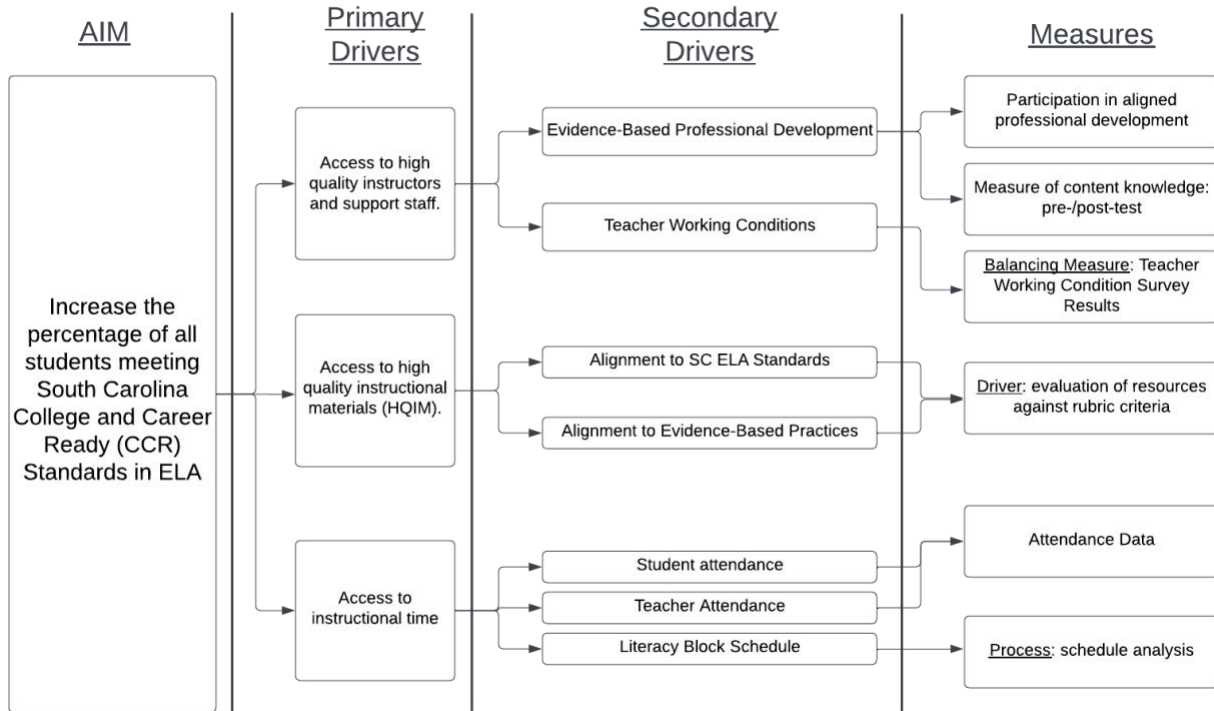 AIM
Primary
Drivers
Secondary
Drivers
Measures
Increase the
percentage of all
students meeting
South Carolina
College and Career
Ready (CCR)
Standards in ELA
Access to high
quality instructors
and support staff.
Access to high
quality instructional
materials (HQIM).
Access to
instructional time
Evidence-Based Professional Development
Teacher Working Conditions
Alignment to SC ELA Standards
Alignment to Evidence-Based Practices
Student attendance
Teacher Attendance
Literacy Block Schedule
Participation in aligned
professional development
Measure of content knowledge:
pre-/post-test
Balancing Measure: Teacher
Working Condition Survey
Results
Driver: evaluation of resources
against rubric criteria
Attendance Data
Process: schedule analysis